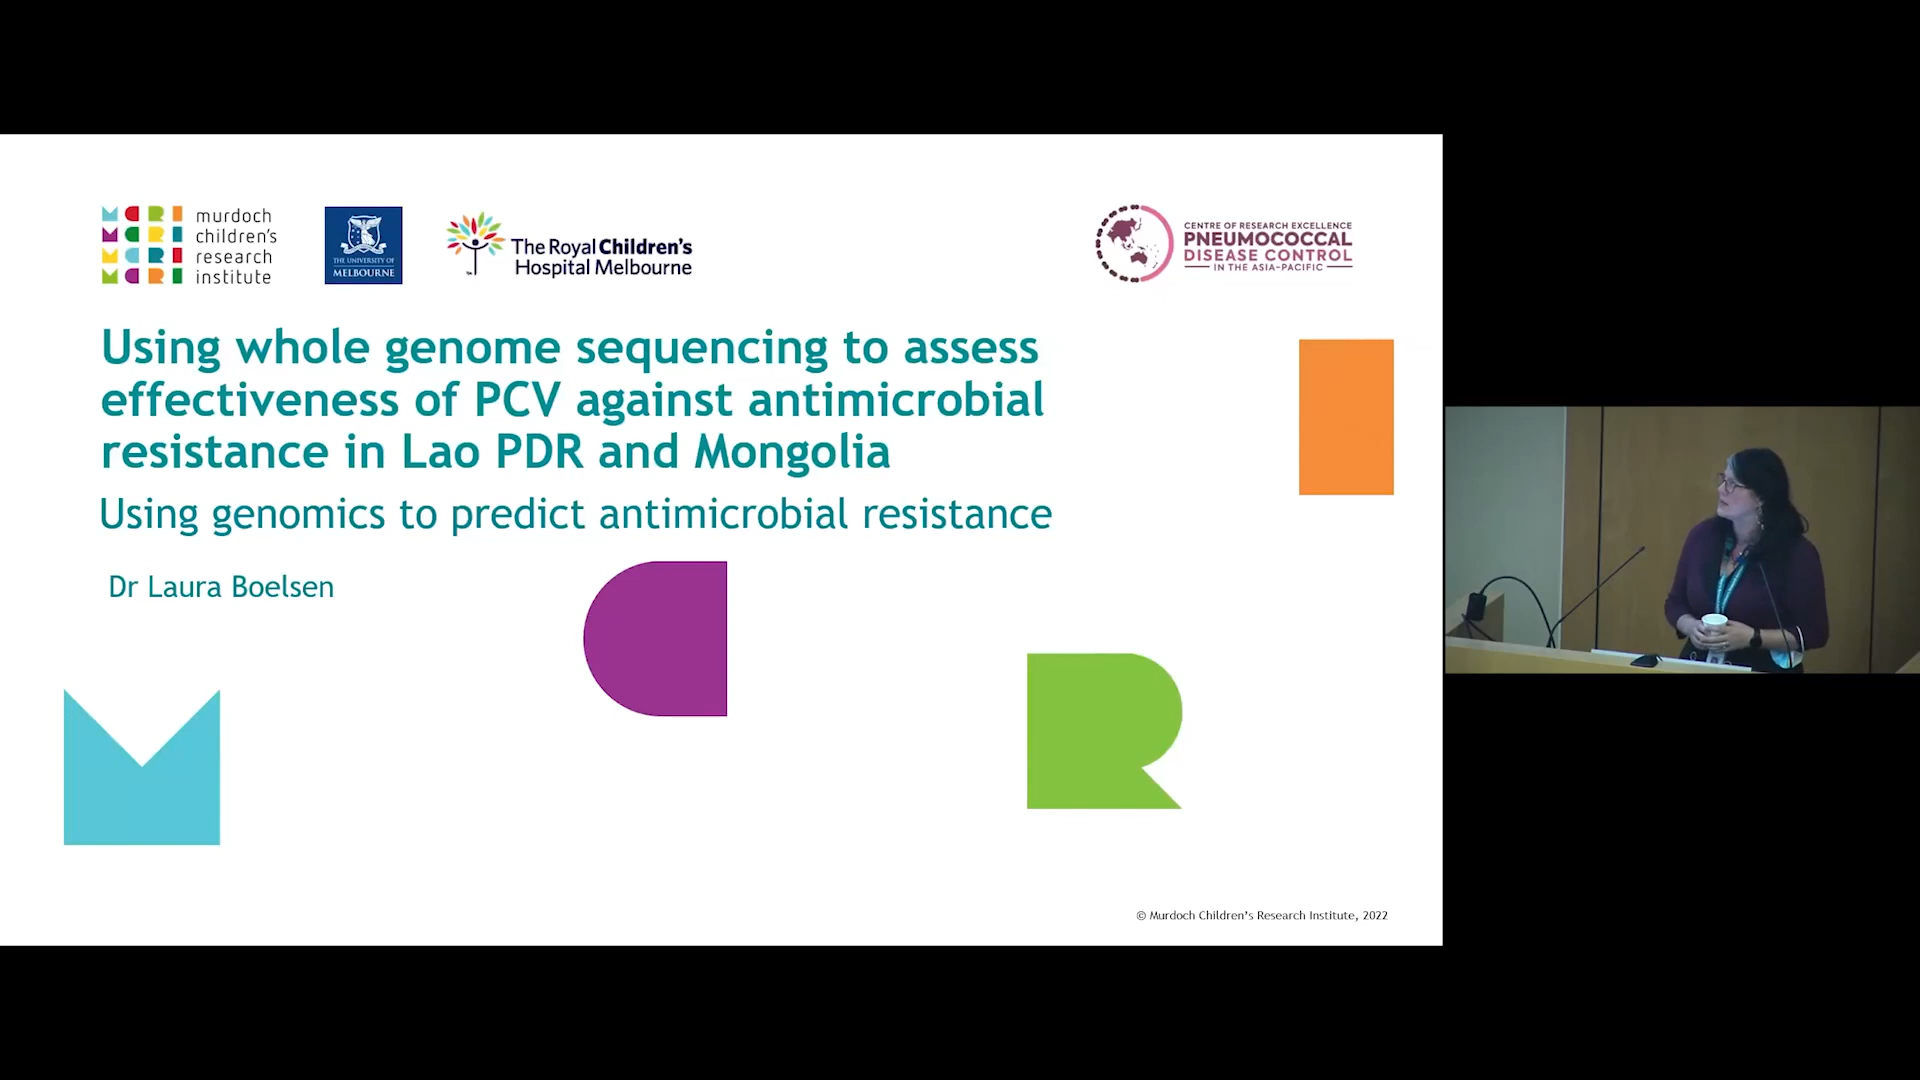 murdoch
children's
research
institute
THE UNIVERSITY OF
MELBOURNE
The Royal Children's
Hospital Melbourne
TM
CENTRE OF RESEARCH EXCELLENCE
PNEUMOCOCCAL
DISEASE CONTROL
IN THE ASIA-PACIFIC
Using whole genome sequencing to assess
effectiveness of PCV against antimicrobial
resistance in Lao PDR and Mongolia
Using genomics to predict antimicrobial resistance
Dr Laura Boelsen
© Murdoch Children's Research Institute, 2022